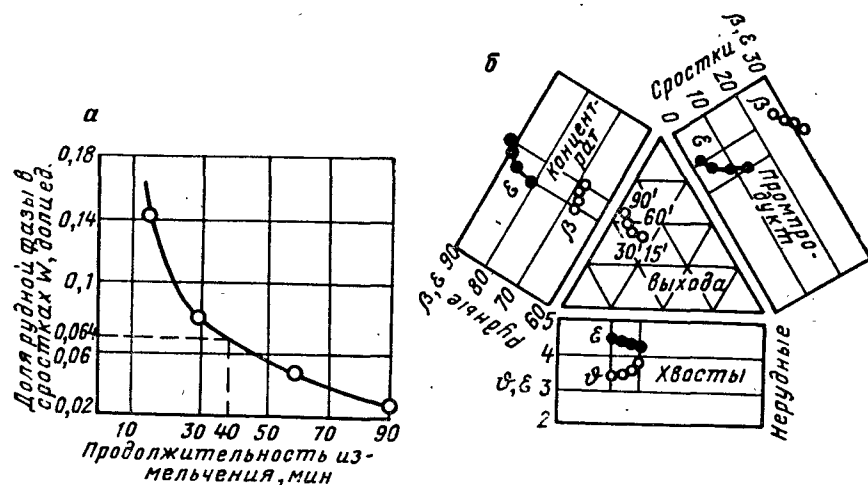 а
0,18
0,14
0,1
0,064
0,06
0,02
Доля рудной фазы в
сростках W, доли ед.
10 30 40 50 70 90
Продолжительность из-
мельчения, мин
б
концент-
рат
ε
β
β, ε 90
80
70
60
рудные
β, ε 30
20
10
0
Сростки
β
ε
промпро-
дукт
90'
60'
30' 15'
выхода
5
4
3
2
ϑ, ε
ε
ϑ
Хвосты
Нерудные